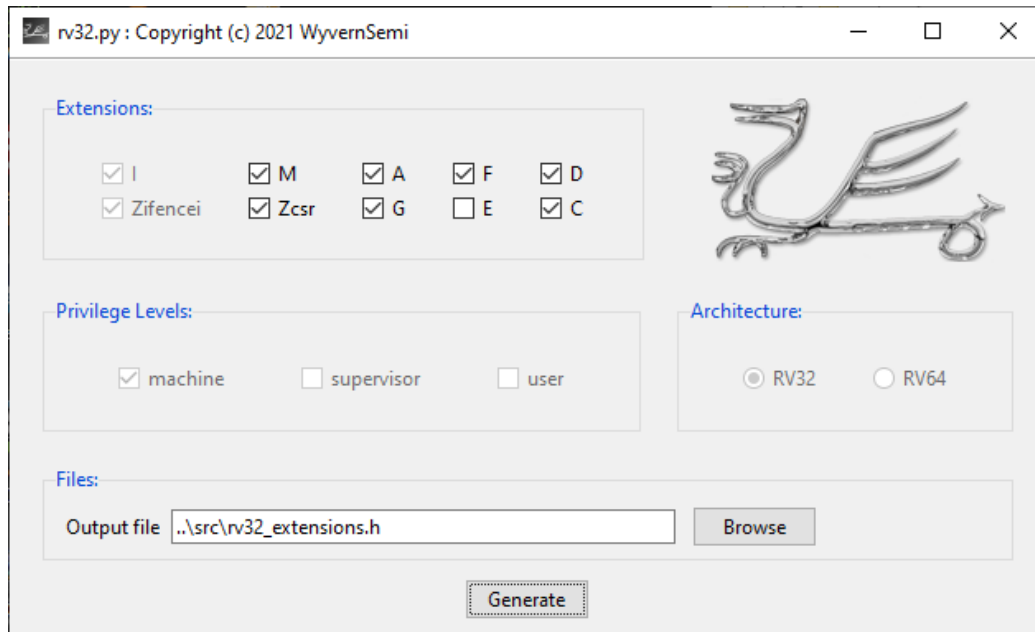 rv32.py : Copyright (c) 2021 WyvernSemi
Extensions:
I M A F D
Zifencei Zcsr G E C
Privilege Levels:
machine supervisor user
Architecture:
RV32 RV64
Files:
Output file ..\src\rv32_extensions.h Browse
Generate